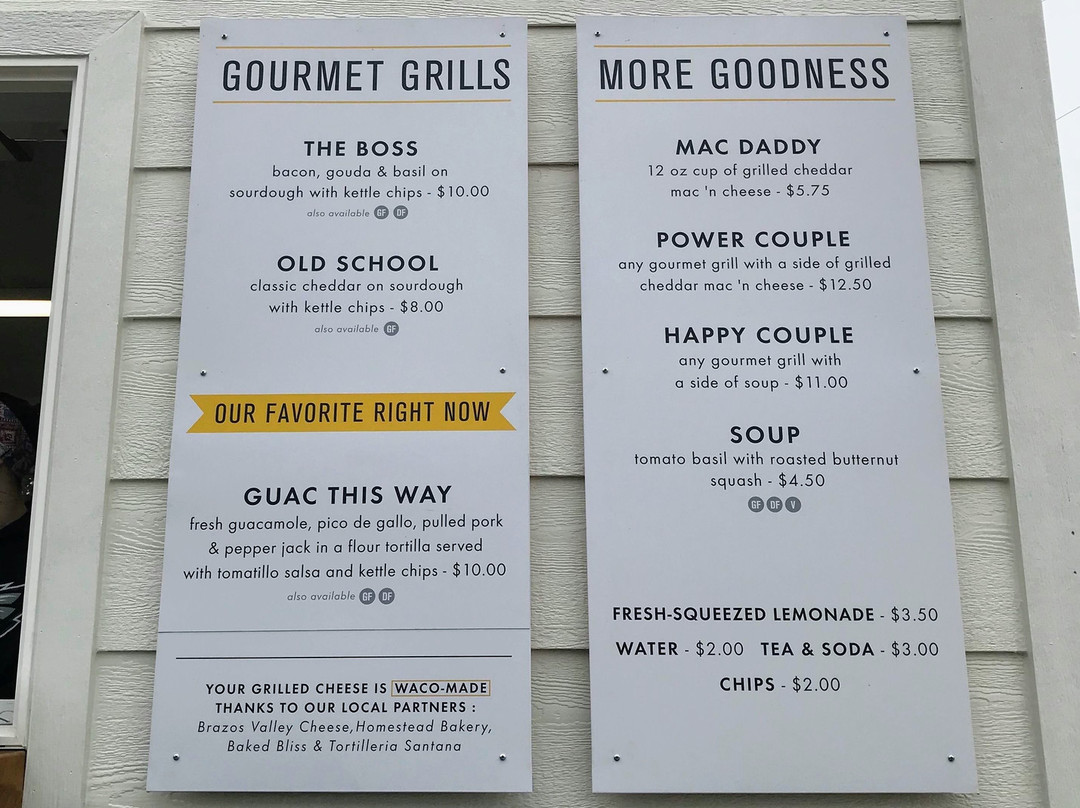 GOURMET GRILLS
THE BOSS
bacon, gouda & basil on
sourdough with kettle chips - $10.00
also available GF DF
OLD SCHOOL
classic cheddar on sourdough
with kettle chips - $8.00
also available GF
OUR FAVORITE RIGHT NOW
GUAC THIS WAY
fresh guacamole, pico de gallo, pulled pork
& pepper jack in a flour tortilla served
with tomatillo salsa and kettle chips - $10.00
also available GF DF
YOUR GRILLED CHEESE IS WACO-MADE
THANKS TO OUR LOCAL PARTNERS :
Brazos Valley Cheese,Homestead Bakery,
Baked Bliss & Tortilleria Santana
MORE GOODNESS
MAC DADDY
12 oz cup of grilled cheddar
mac 'n cheese - $5.75
POWER COUPLE
any gourmet grill with a side of grilled
cheddar mac 'n cheese - $12.50
HAPPY COUPLE
any gourmet grill with
a side of soup - $11.00
SOUP
tomato basil with roasted butternut
squash - $4.50
GF DF V
FRESH-SQUEEZED LEMONADE - $3.50
WATER - $2.00 TEA & SODA - $3.00
CHIPS - $2.00